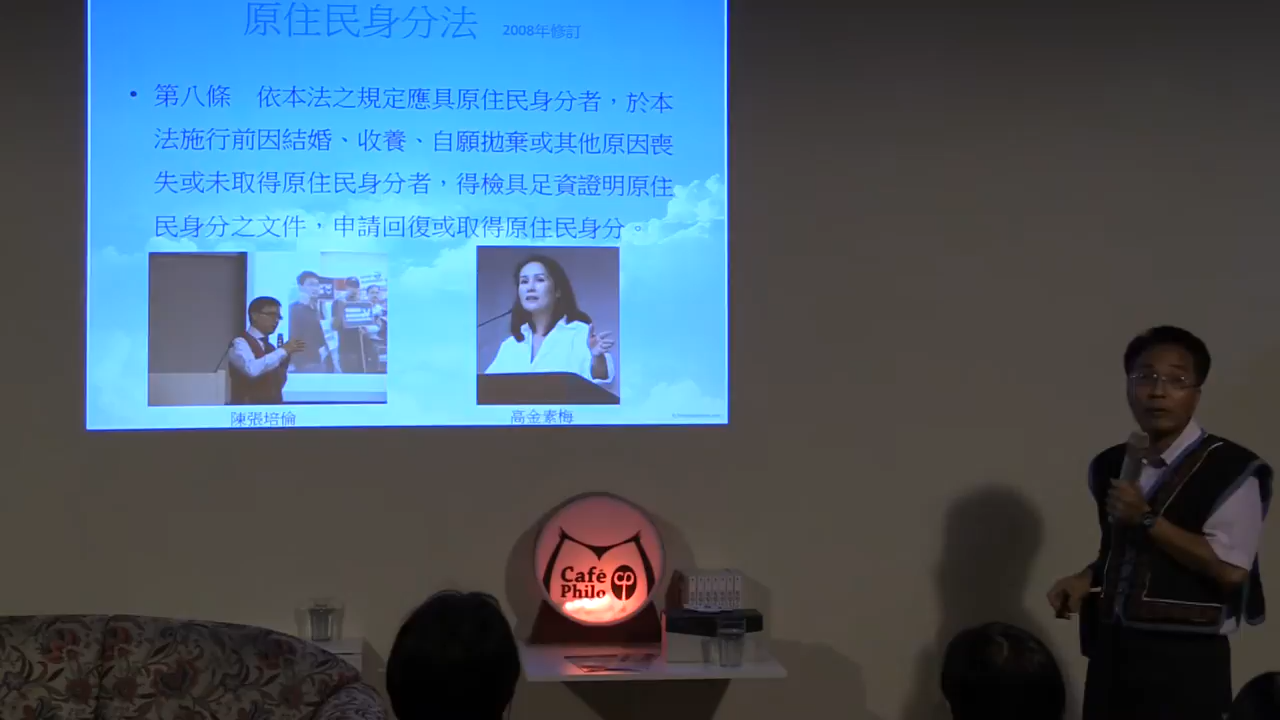 原住民身分法 2008年修訂
• 第八條 依本法之規定應具原住民身分者，於本
法施行前因結婚、收養、自願拋棄或其他原因喪
失或未取得原住民身分者，得檢具足資證明原住
民身分之文件，申請回復或取得原住民身分。
陳張培倫
高金素梅
Café
Philo